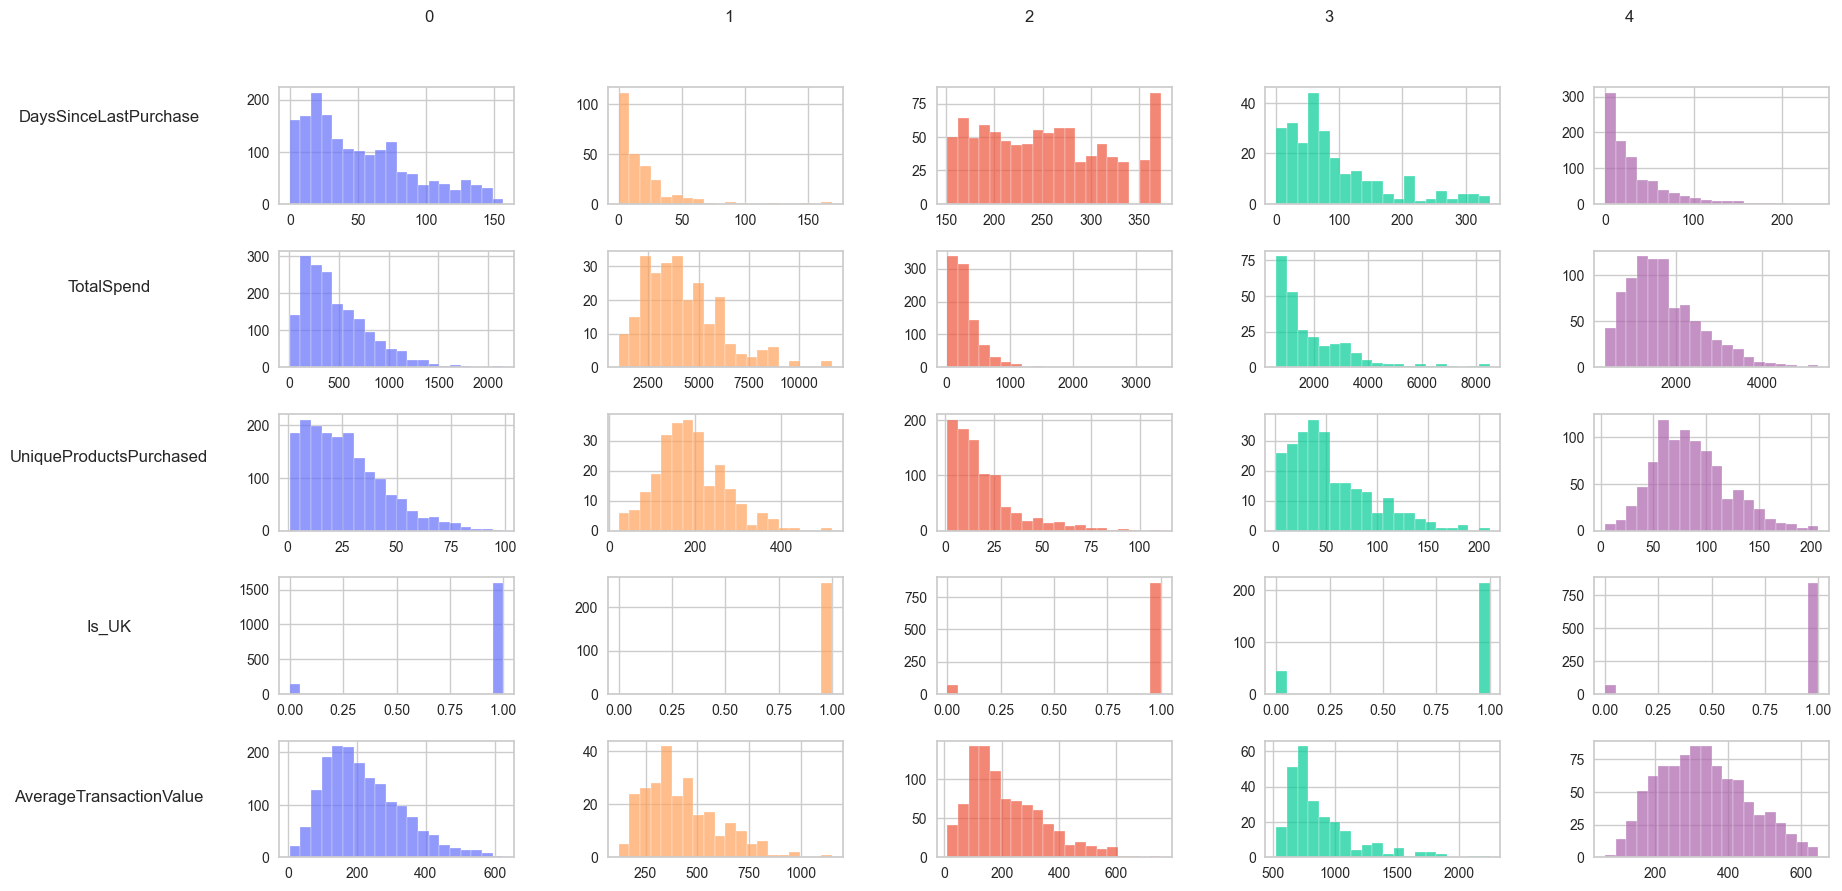 0 1 2 3 4
DaysSinceLastPurchase
200
100
0
0 50 100 150
100
50
0
0 50 100 150
75
50
25
0
150 200 250 300 350
40
20
0
0 100 200 300
300
200
100
0
0 100 200
TotalSpend
300
200
100
0
0 500 1000 1500 2000
30
20
10
0
2500 5000 7500 10000
300
200
100
0
0 1000 2000 3000
75
50
25
0
2000 4000 6000 8000
100
50
0
2000 4000
UniqueProductsPurchased
200
100
0
0 25 50 75 100
30
20
10
0
0 200 400
200
100
0
0 25 50 75 100
30
20
10
0
0 50 100 150 200
100
50
0
0 50 100 150 200
Is_UK
1500
1000
500
0
0.00 0.25 0.50 0.75 1.00
200
100
0
0.00 0.25 0.50 0.75 1.00
750
500
250
0
0.00 0.25 0.50 0.75 1.00
200
100
0
0.00 0.25 0.50 0.75 1.00
750
500
250
0
0.00 0.25 0.50 0.75 1.00
AverageTransactionValue
200
100
0
0 200 400 600
40
20
0
250 500 750 1000
100
50
0
0 200 400 600
60
40
20
0
500 1000 1500 2000
75
50
25
0
200 400 600